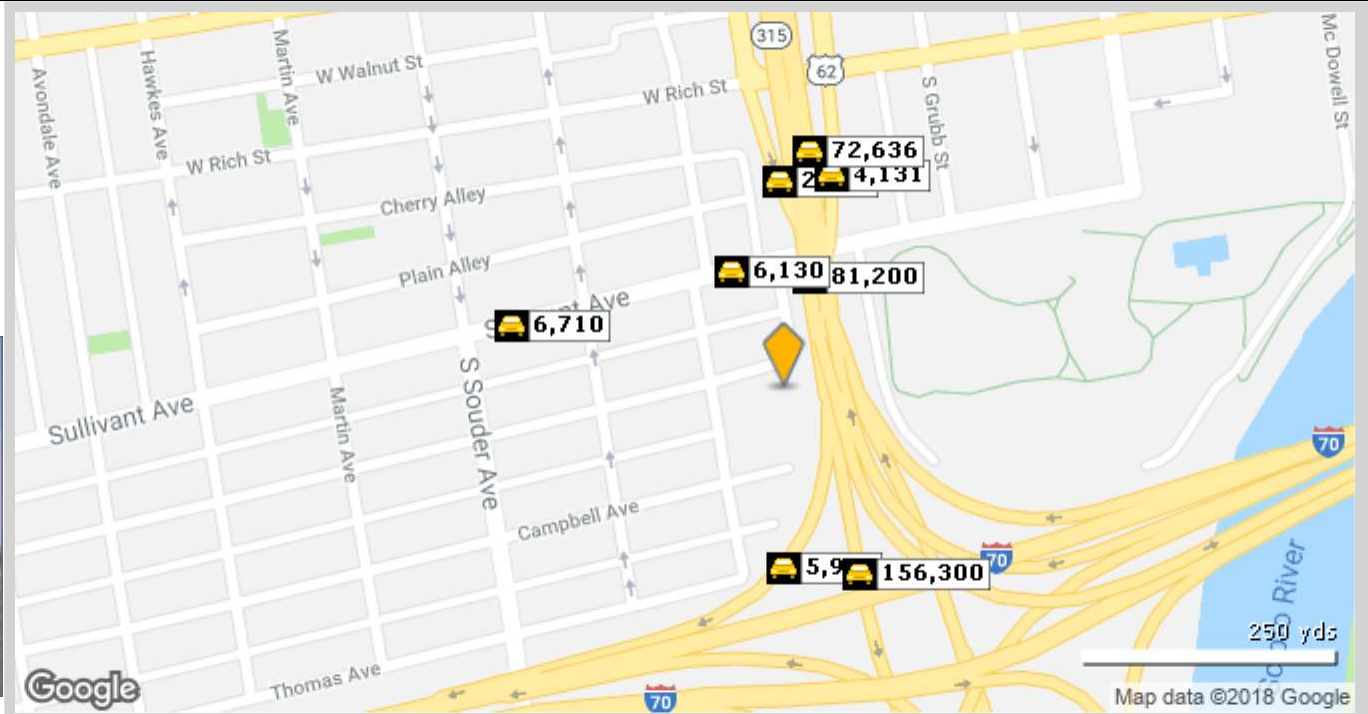 315
62
Mc Dowell St
Avondale Ave
Hawkes Ave
Martin Ave
W Walnut St
W Rich St
S Grubb St
72,636
4,131
W Rich St
Cherry Alley
Plain Alley
6,130
81,200
6,710
Sullivant Ave
S Souder Ave
Martin Ave
70
Campbell Ave
70
156,300
River
250 yds
Thomas Ave
70
Google
Map data ©2018 Google